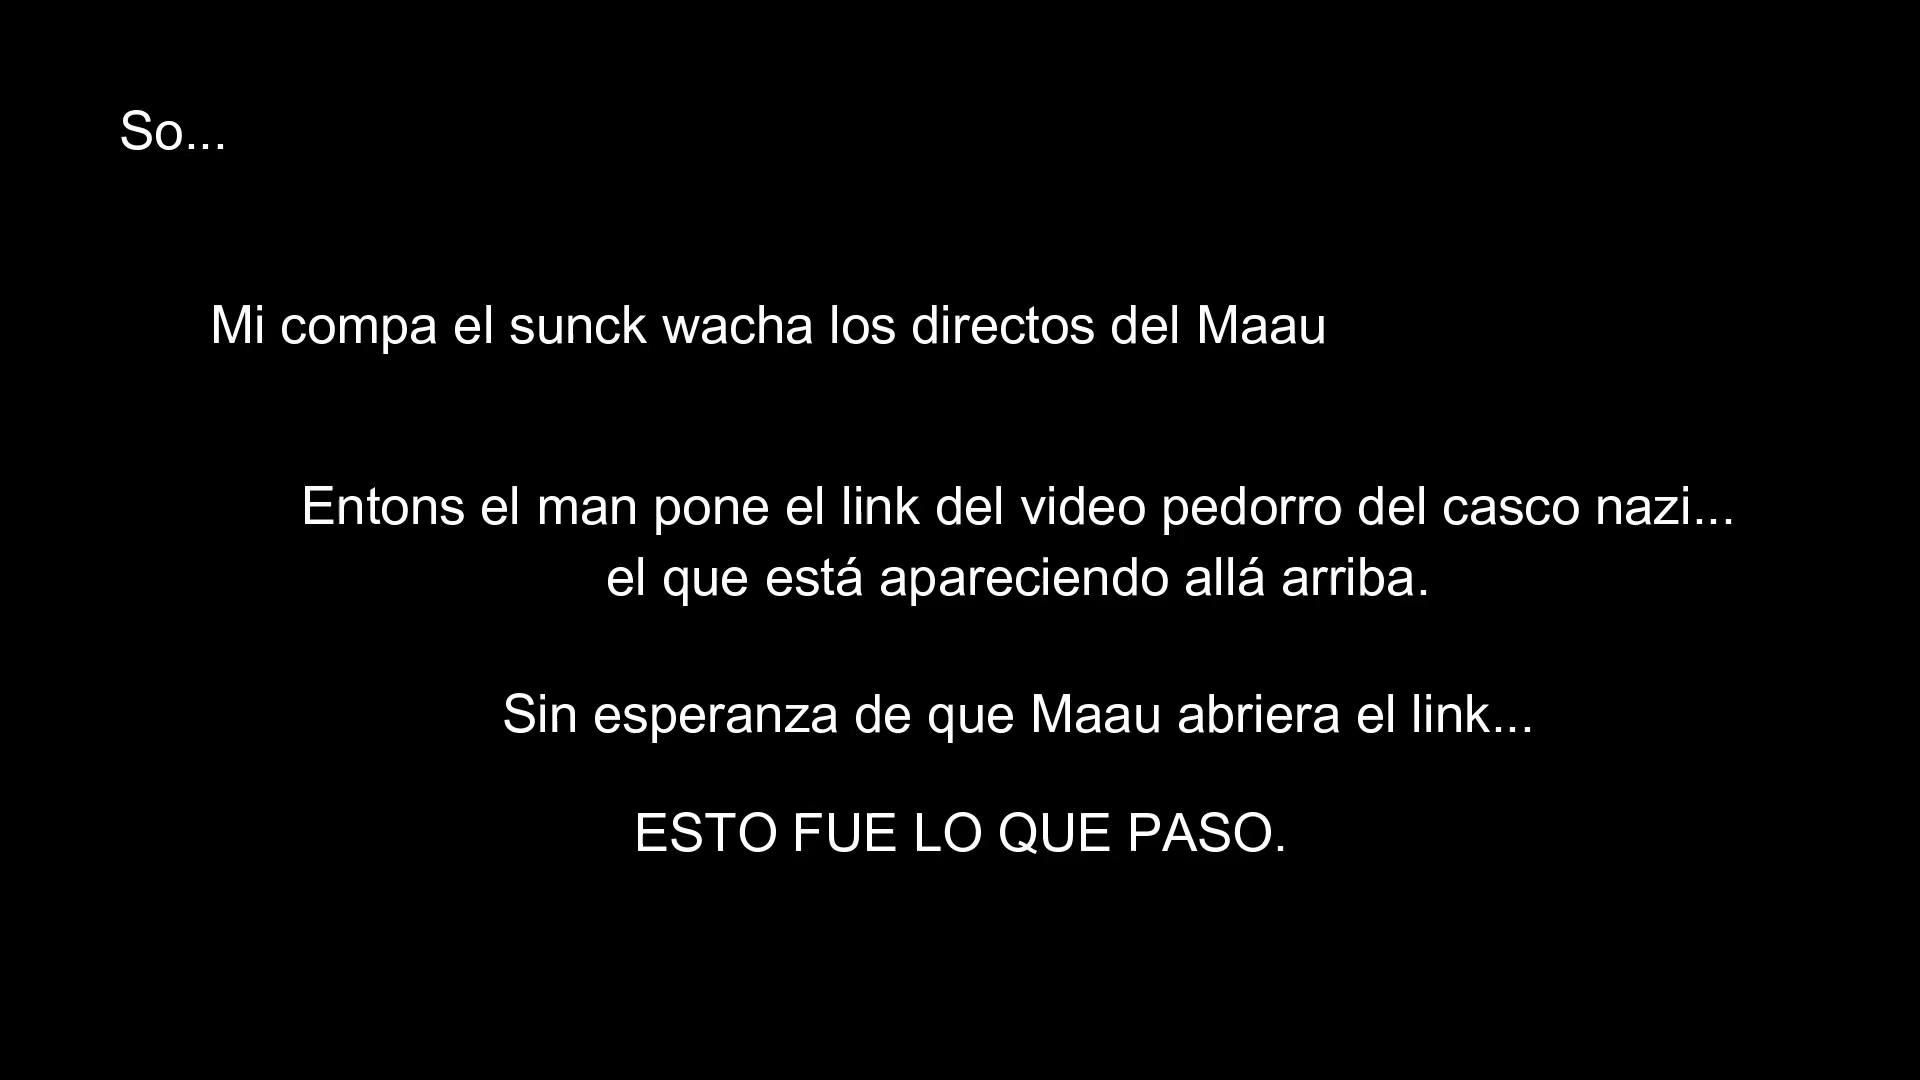 So...
Mi compa el sunck wacha los directos del Maau
Entons el man pone el link del video pedorro del casco nazi...
el que está apareciendo allá arriba.
Sin esperanza de que Maau abriera el link...
ESTO FUE LO QUE PASO.